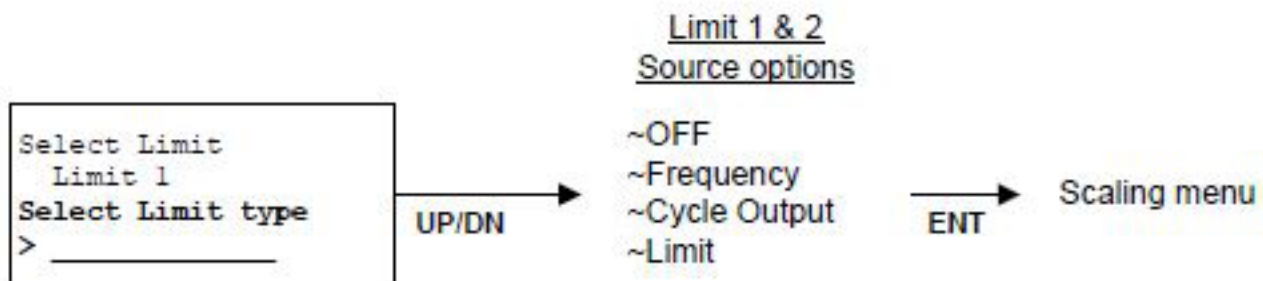 Limit 1 & 2
Source options
Select Limit
Limit 1
Select Limit type
> ____________
UP/DN
~OFF
~Frequency
~Cycle Output
~Limit
ENT
Scaling menu